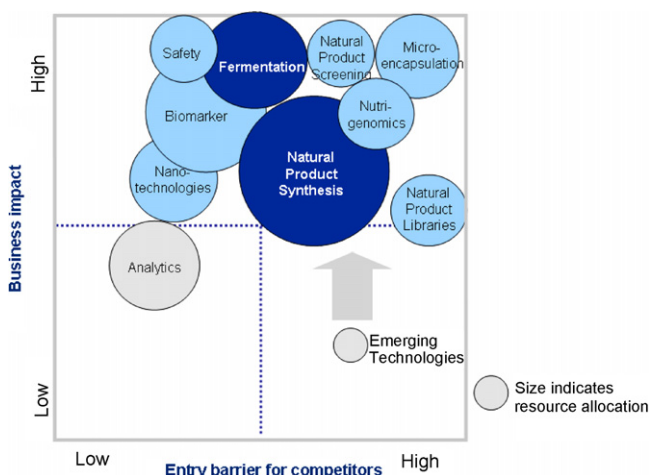 High
Business impact
Low
Safety
Fermentation
Natural
Product
Screening
Micro-
encapsulation
Biomarker
Nutri-
genomics
Nano-
technologies
Natural
Product
Synthesis
Natural
Product
Libraries
Analytics
Emerging
Technologies
Size indicates
resource allocation
Low
High
Entry barrier for competitors